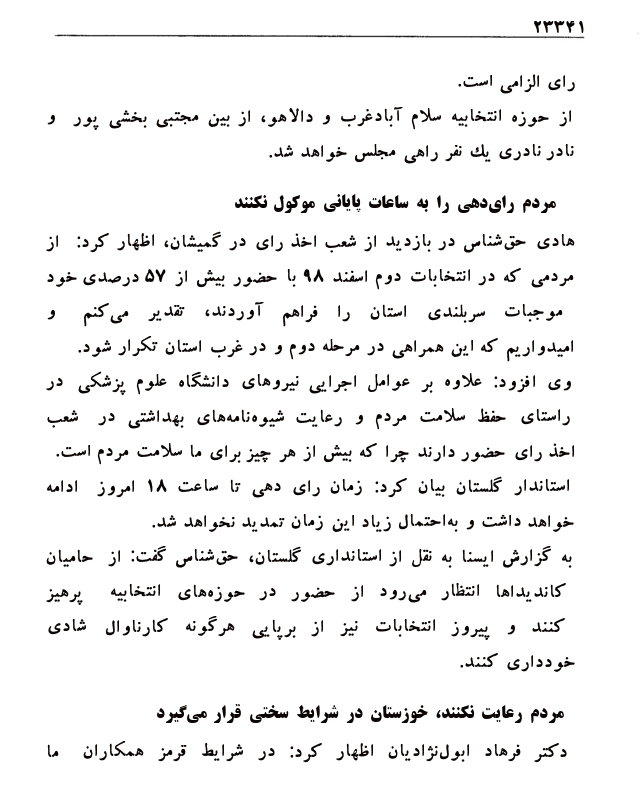 ۲۳۳۴۱
رای الزامی است.
از حوزه انتخابیه سلام آبادغرب و دالاهو، از بین مجتبی بخشی پور و
نادر نادری یك نفر راهی مجلس خواهد شد.
مردم رای‌دهی را به ساعات پایانی موکول نکنند
هادی حق‌شناس در بازدید از شعب اخذ رای در گمیشان، اظهار کرد: از
مردمی که در انتخابات دوم اسفند ۹۸ با حضور بیش از ۵۷ درصدی خود
موجبات سربلندی استان را فراهم آوردند، تقدیر می‌کنم و
امیدواریم که این همراهی در مرحله دوم و در غرب استان تکرار شود.
وی افزود: علاوه بر عوامل اجرایی نیروهای دانشگاه علوم پزشکی در
راستای حفظ سلامت مردم و رعایت شیوه‌نامه‌های بهداشتی در شعب
اخذ رای حضور دارند چرا که بیش از هر چیز برای ما سلامت مردم است.
استاندار گلستان بیان کرد: زمان رای دهی تا ساعت ۱۸ امروز ادامه
خواهد داشت و به‌احتمال زیاد این زمان تمدید نخواهد شد.
به گزارش ایسنا به نقل از استانداری گلستان، حق‌شناس گفت: از حامیان
کاندیداها انتظار می‌رود از حضور در حوزه‌های انتخابیه پرهیز
کنند و پیروز انتخابات نیز از برپایی هرگونه کارناوال شادی
خودداری کنند.
مردم رعایت نکنند، خوزستان در شرایط سختی قرار می‌گیرد
دکتر فرهاد ابول‌نژادیان اظهار کرد: در شرایط قرمز همکاران ما